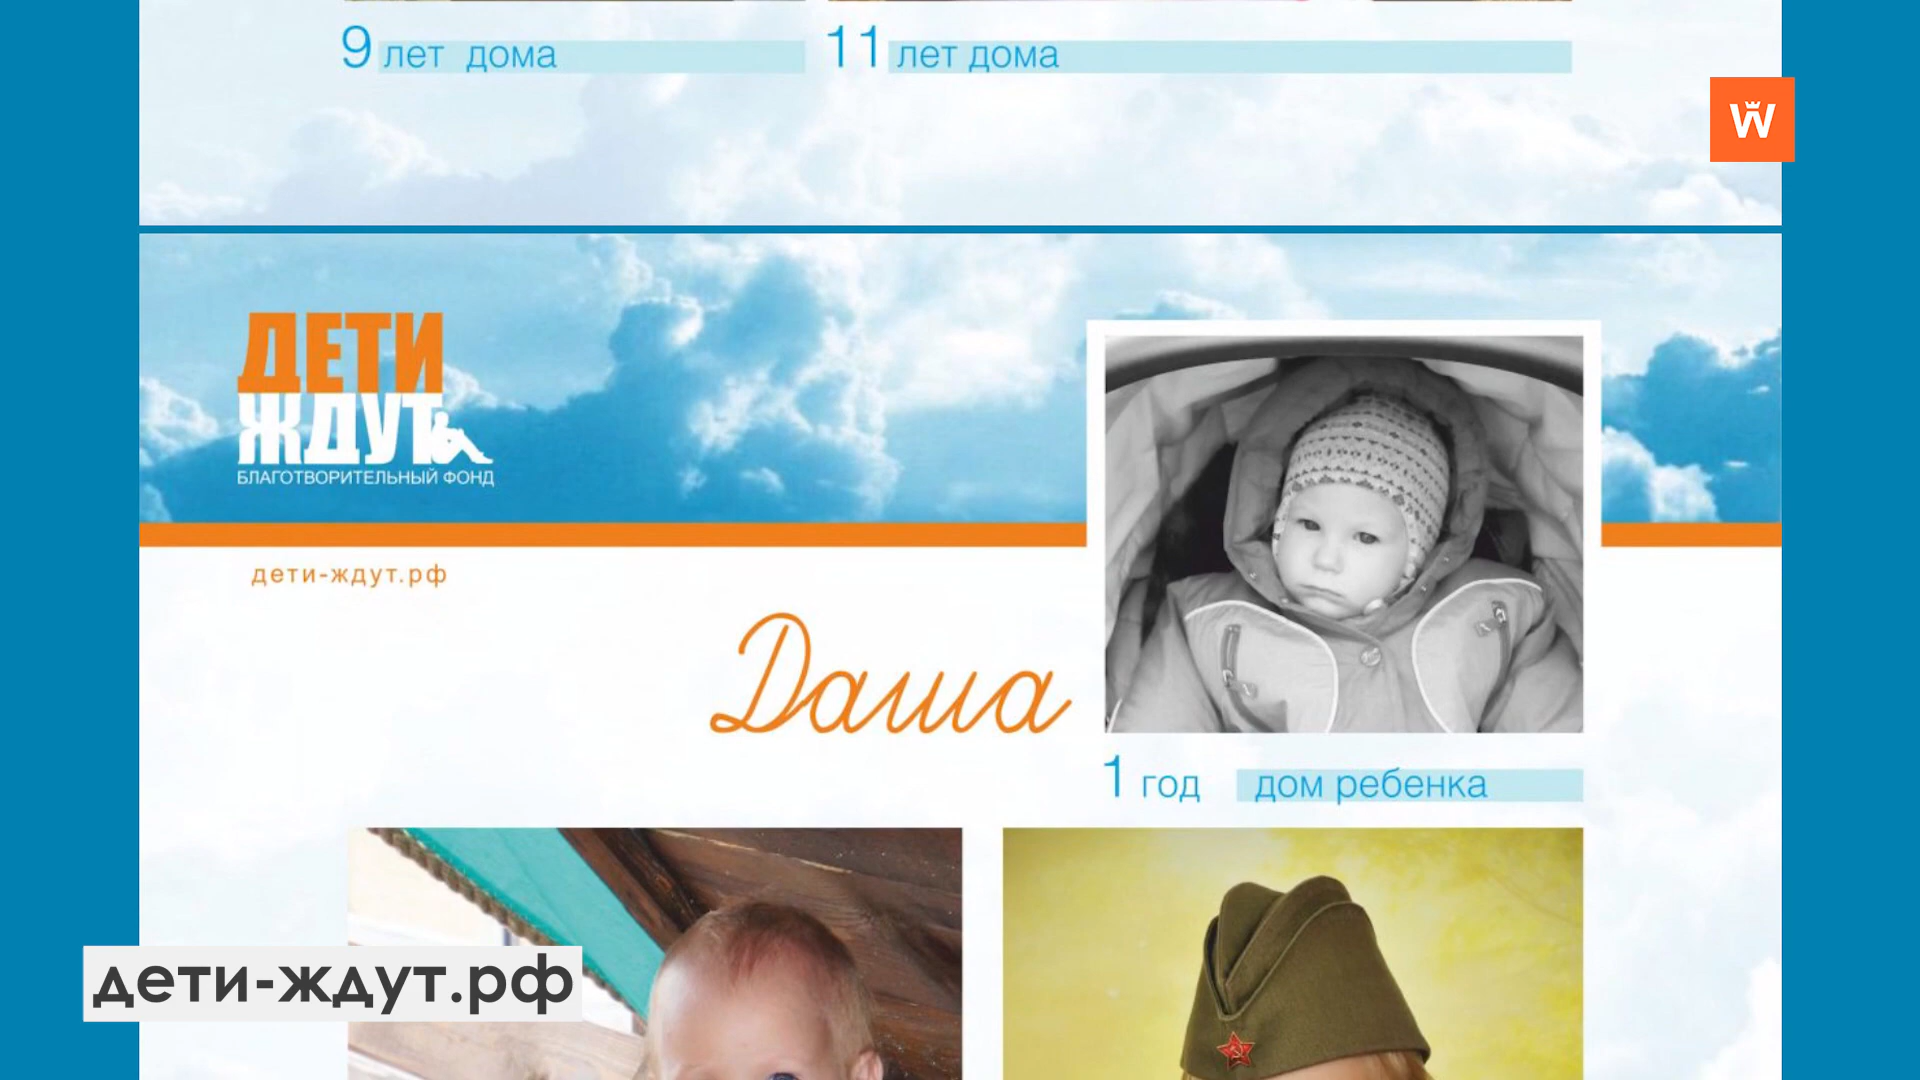 9 лет дома
11 лет дома
W
ДЕТИ
ЖДУТ
БЛАГОТВОРИТЕЛЬНЫЙ ФОНД
дети-ждут.рф
Даша
1 год дом ребенка
дети-ждут.рф